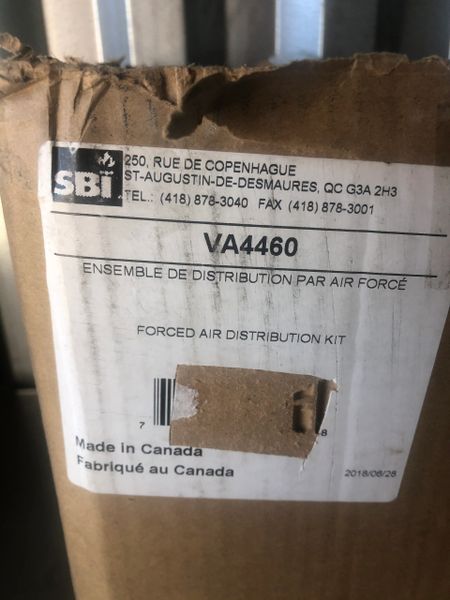 SBi
250, RUE DE COPENHAGUE
ST-AUGUSTIN-DE-DESMAURES, QC G3A 2H3
TEL.: (418) 878-3040 FAX (418) 878-3001
VA4460
ENSEMBLE DE DISTRIBUTION PAR AIR FORCÉ
FORCED AIR DISTRIBUTION KIT
7 8
Made in Canada
Fabriqué au Canada
2018/06/28